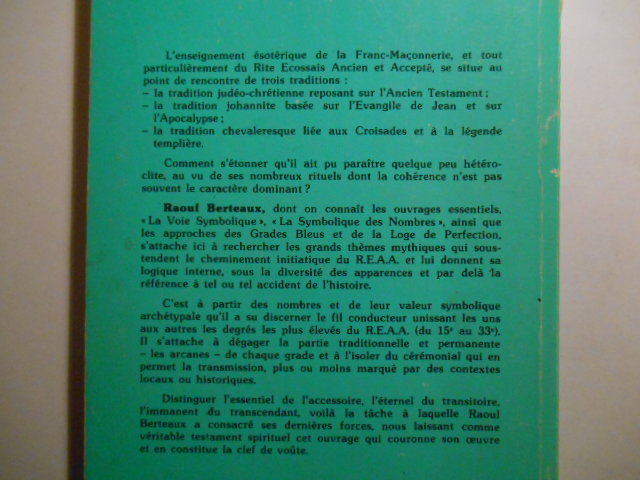 L'enseignement ésotérique de la Franc-Maçonnerie, et tout
particulièrement du Rite Ecossais Ancien et Accepté, se situe au
point de rencontre de trois traditions :
– la tradition judéo-chrétienne reposant sur l'Ancien Testament ;
– la tradition johannite basée sur l'Evangile de Jean et sur
l'Apocalypse ;
– la tradition chevaleresque liée aux Croisades et à la légende
templière.
Comment s'étonner qu'il ait pu paraître quelque peu hétéro-
clite, au vu de ses nombreux rituels dont la cohérence n'est pas
souvent le caractère dominant ?
Raoul Berteaux, dont on connaît les ouvrages essentiels,
« La Voie Symbolique », « La Symbolique des Nombres », ainsi que
les approches des Grades Bleus et de la Loge de Perfection,
s'attache ici à rechercher les grands thèmes mythiques qui sous-
tendent le cheminement initiatique du R.E.A.A. et lui donnent sa
logique interne, sous la diversité des apparences et par delà la
référence à tel ou tel accident de l'histoire.
C'est à partir des nombres et de leur valeur symbolique
archétypale qu'il a su discerner le fil conducteur unissant les uns
aux autres les degrés les plus élevés du R.E.A.A. (du 15e au 33e).
Il s'attache à dégager la partie traditionnelle et permanente
– les arcanes – de chaque grade et à l'isoler du cérémonial qui en
permet la transmission, plus ou moins marqué par des contextes
locaux ou historiques.
Distinguer l'essentiel de l'accessoire, l'éternel du transitoire,
l'immanent du transcendant, voilà la tâche à laquelle Raoul
Berteaux a consacré ses dernières forces, nous laissant comme
véritable testament spirituel cet ouvrage qui couronne son œuvre
et en constitue la clef de voûte.